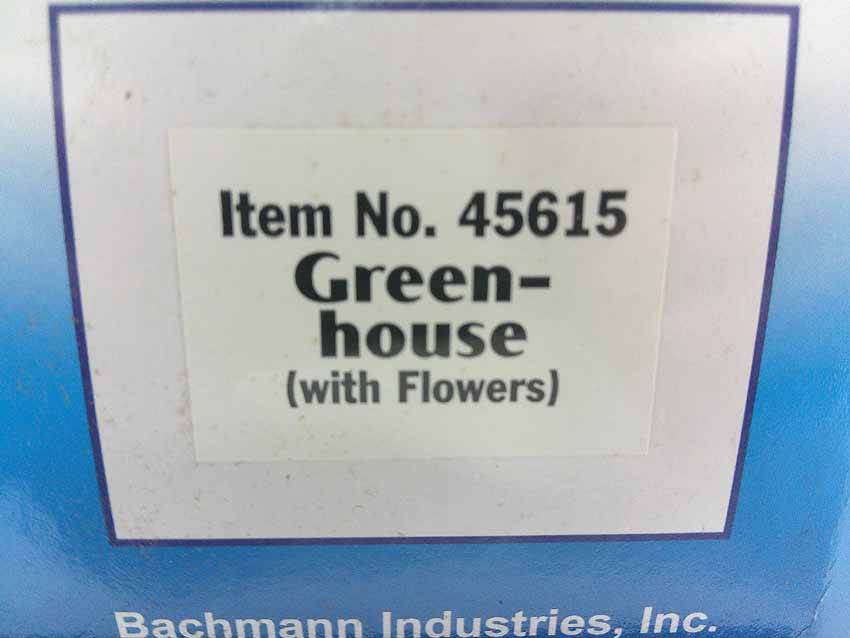 Item No. 45615
Green-
house
(with Flowers)
Bachmann Industries, Inc.